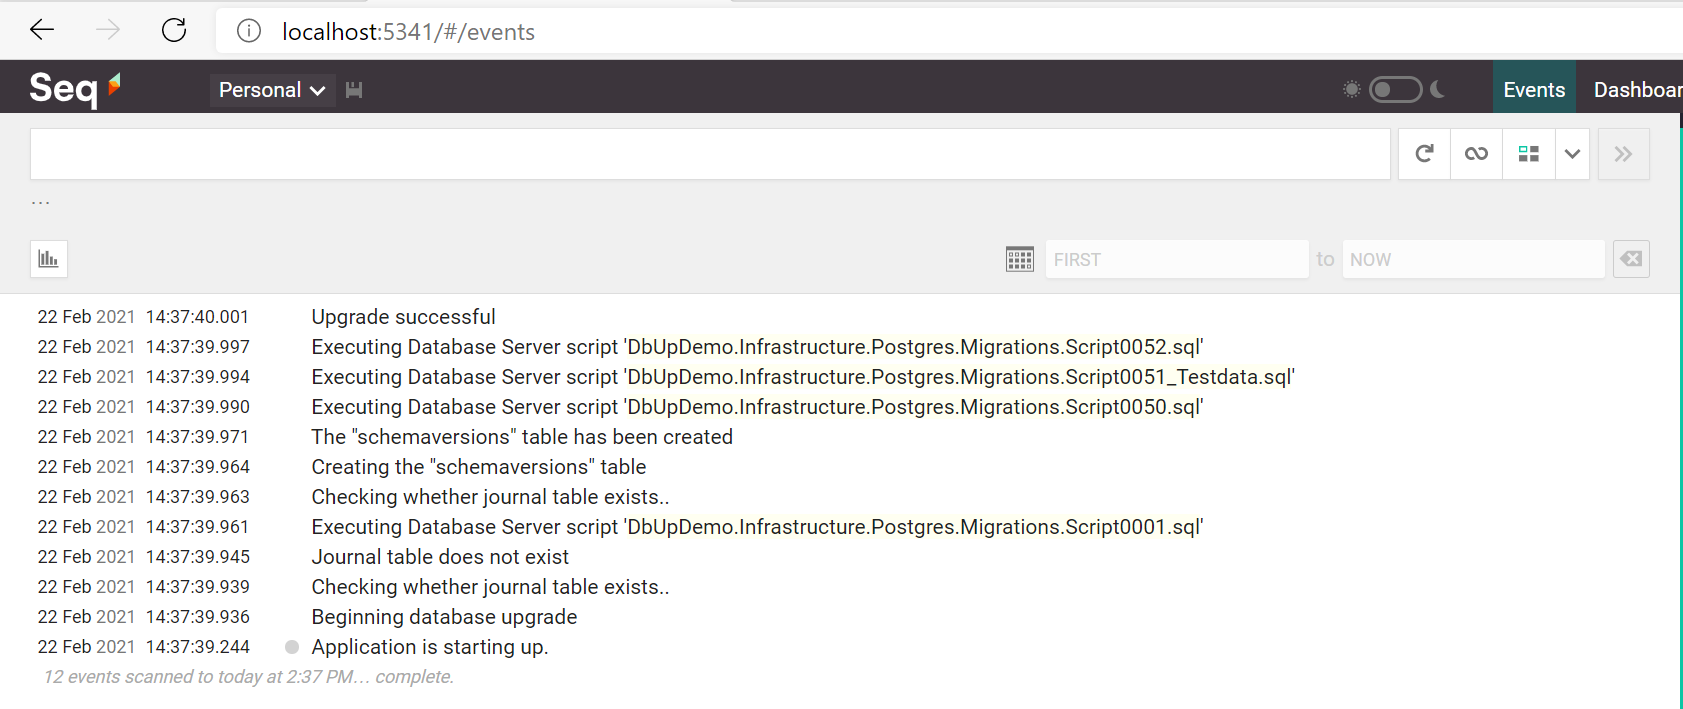 localhost:5341/#/events
Seq Personal Events Dashboar
...
FIRST to NOW
22 Feb 2021 14:37:40.001 Upgrade successful
22 Feb 2021 14:37:39.997 Executing Database Server script 'DbUpDemo.Infrastructure.Postgres.Migrations.Script0052.sql'
22 Feb 2021 14:37:39.994 Executing Database Server script 'DbUpDemo.Infrastructure.Postgres.Migrations.Script0051_Testdata.sql'
22 Feb 2021 14:37:39.990 Executing Database Server script 'DbUpDemo.Infrastructure.Postgres.Migrations.Script0050.sql'
22 Feb 2021 14:37:39.971 The "schemaversions" table has been created
22 Feb 2021 14:37:39.964 Creating the "schemaversions" table
22 Feb 2021 14:37:39.963 Checking whether journal table exists..
22 Feb 2021 14:37:39.961 Executing Database Server script 'DbUpDemo.Infrastructure.Postgres.Migrations.Script0001.sql'
22 Feb 2021 14:37:39.945 Journal table does not exist
22 Feb 2021 14:37:39.939 Checking whether journal table exists..
22 Feb 2021 14:37:39.936 Beginning database upgrade
22 Feb 2021 14:37:39.244 Application is starting up.
12 events scanned to today at 2:37 PM... complete.